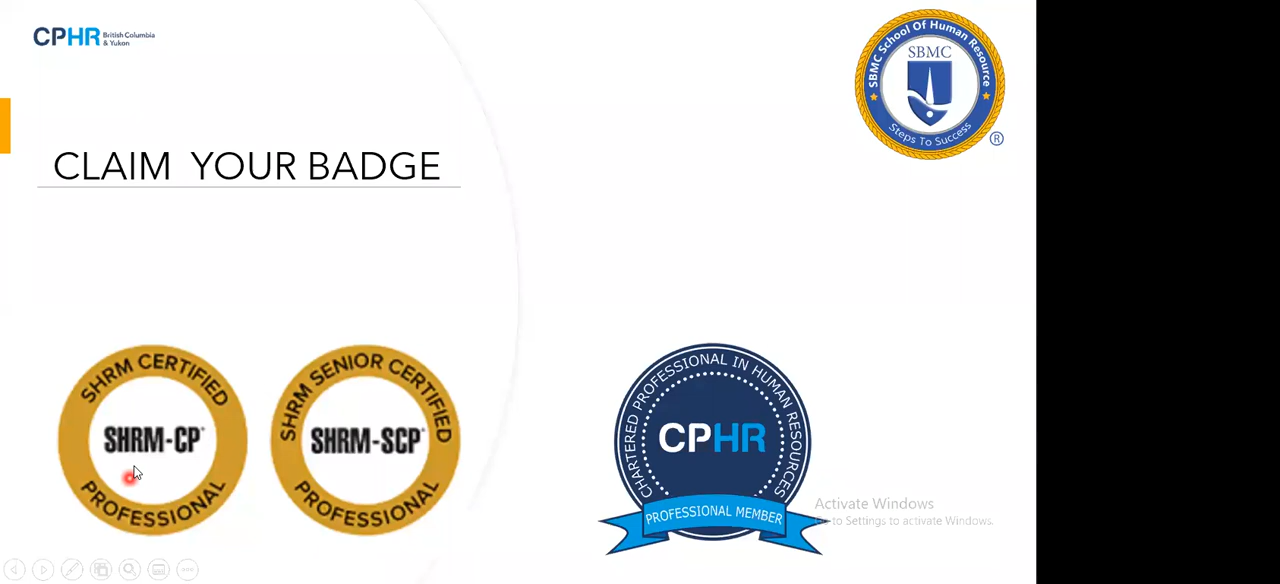 CPHR British Columbia
& Yukon
SBMC School Of Human Resource
SBMC
Steps To Success
®
CLAIM YOUR BADGE
SHRM CERTIFIED
SHRM-CP®
PROFESSIONAL
SHRM SENIOR CERTIFIED
SHRM-SCP®
PROFESSIONAL
CHARTERED PROFESSIONAL IN HUMAN RESOURCES
CPHR
PROFESSIONAL MEMBER
Activate Windows
Go to Settings to activate Windows.